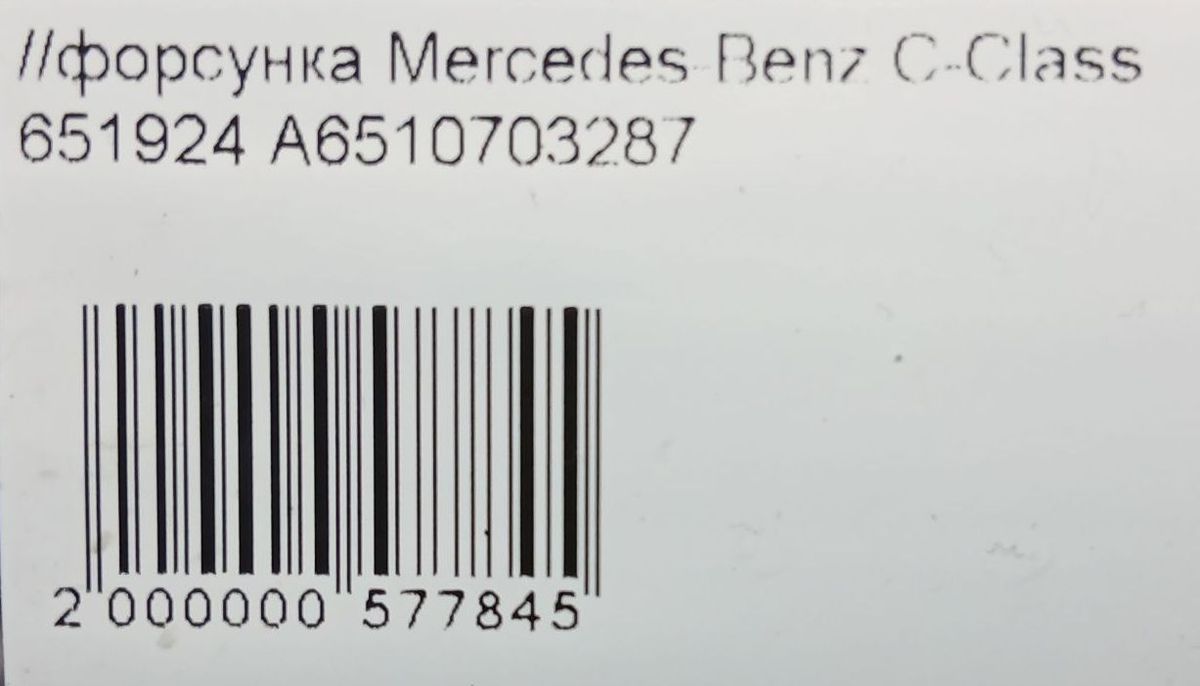 //форсунка Mercedes-Benz C-Class
651924 A6510703287
2 000000 577845